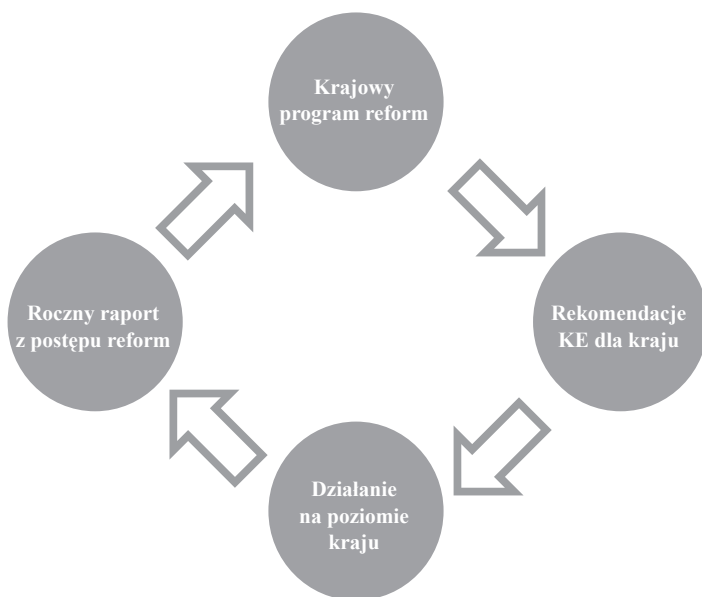 Krajowy
program reform
Roczny raport
z postępu reform
Rekomendacje
KE dla kraju
Działanie
na poziomie
kraju